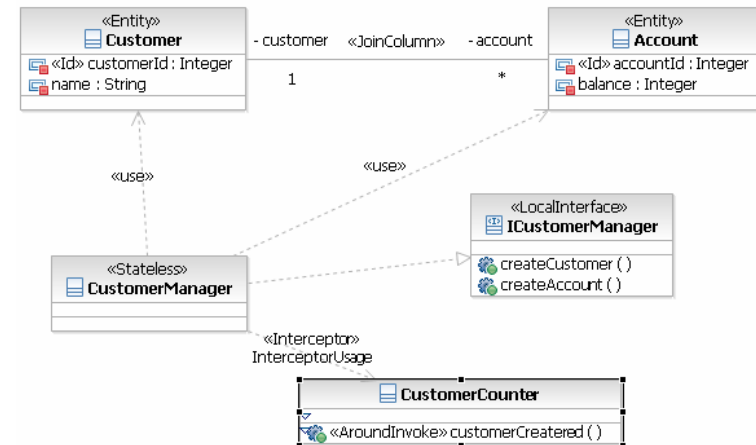 «Entity»
Customer
«Id» customerId : Integer
name : String
- customer «JoinColumn» - account
1 *
«Entity»
Account
«Id» accountId : Integer
balance : Integer
«use»
«use»
«LocalInterface»
ICustomerManager
createCustomer ( )
createAccount ( )
«Stateless»
CustomerManager
«Interceptor»
InterceptorUsage
CustomerCounter
«AroundInvoke» customerCreatered ( )